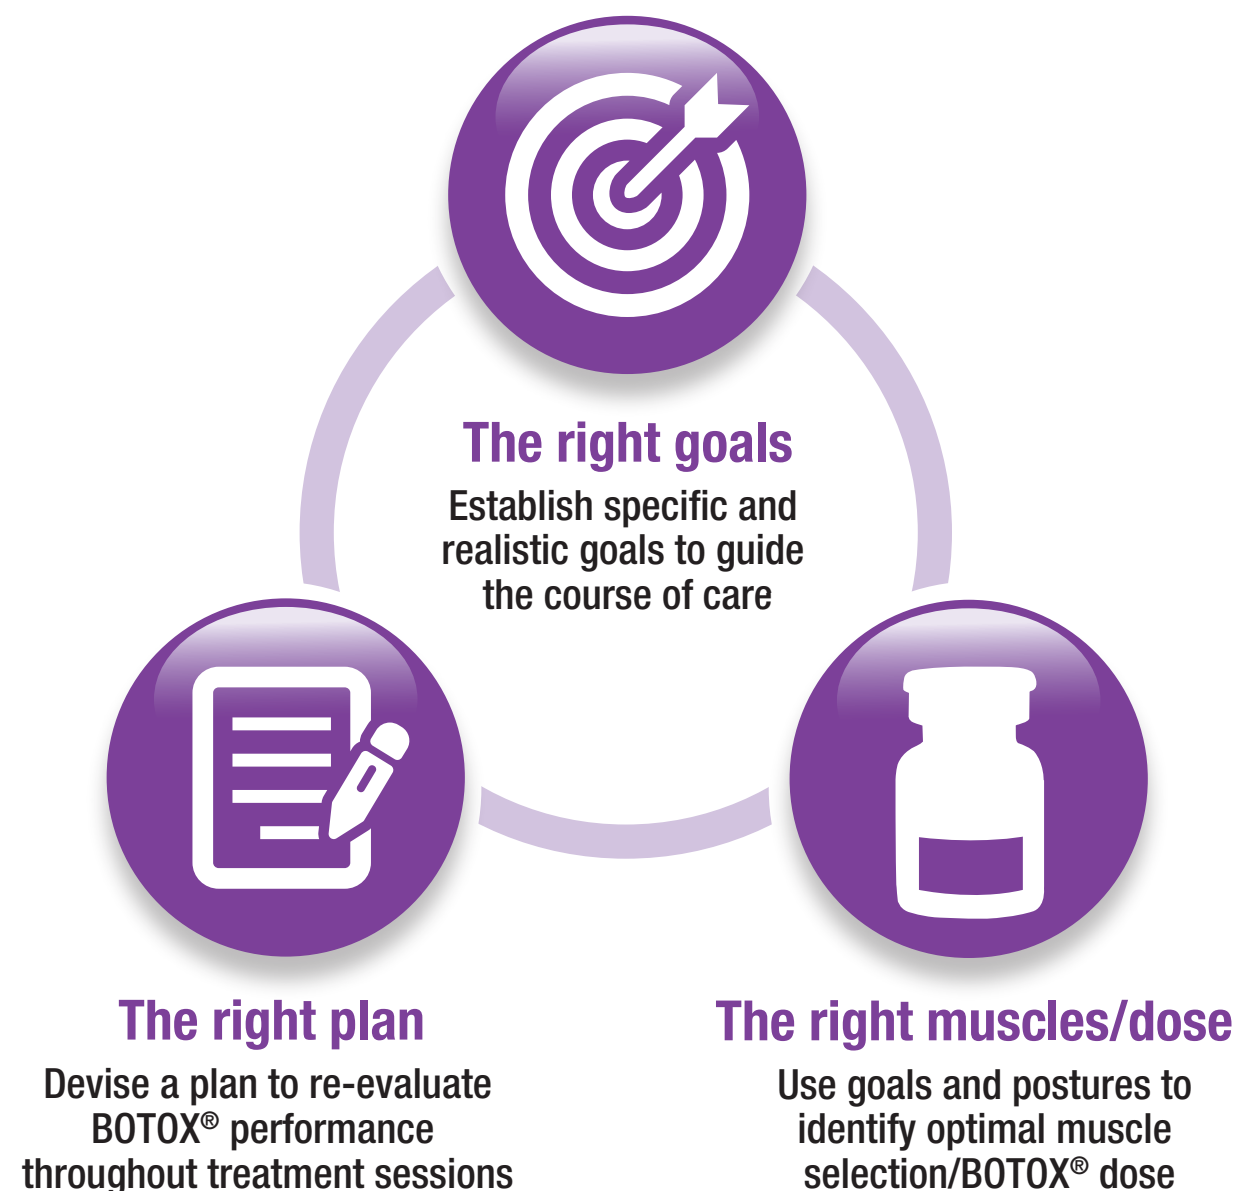 The right goals
Establish specific and
realistic goals to guide
the course of care
The right plan
Devise a plan to re-evaluate
BOTOX® performance
throughout treatment sessions
The right muscles/dose
Use goals and postures to
identify optimal muscle
selection/BOTOX® dose